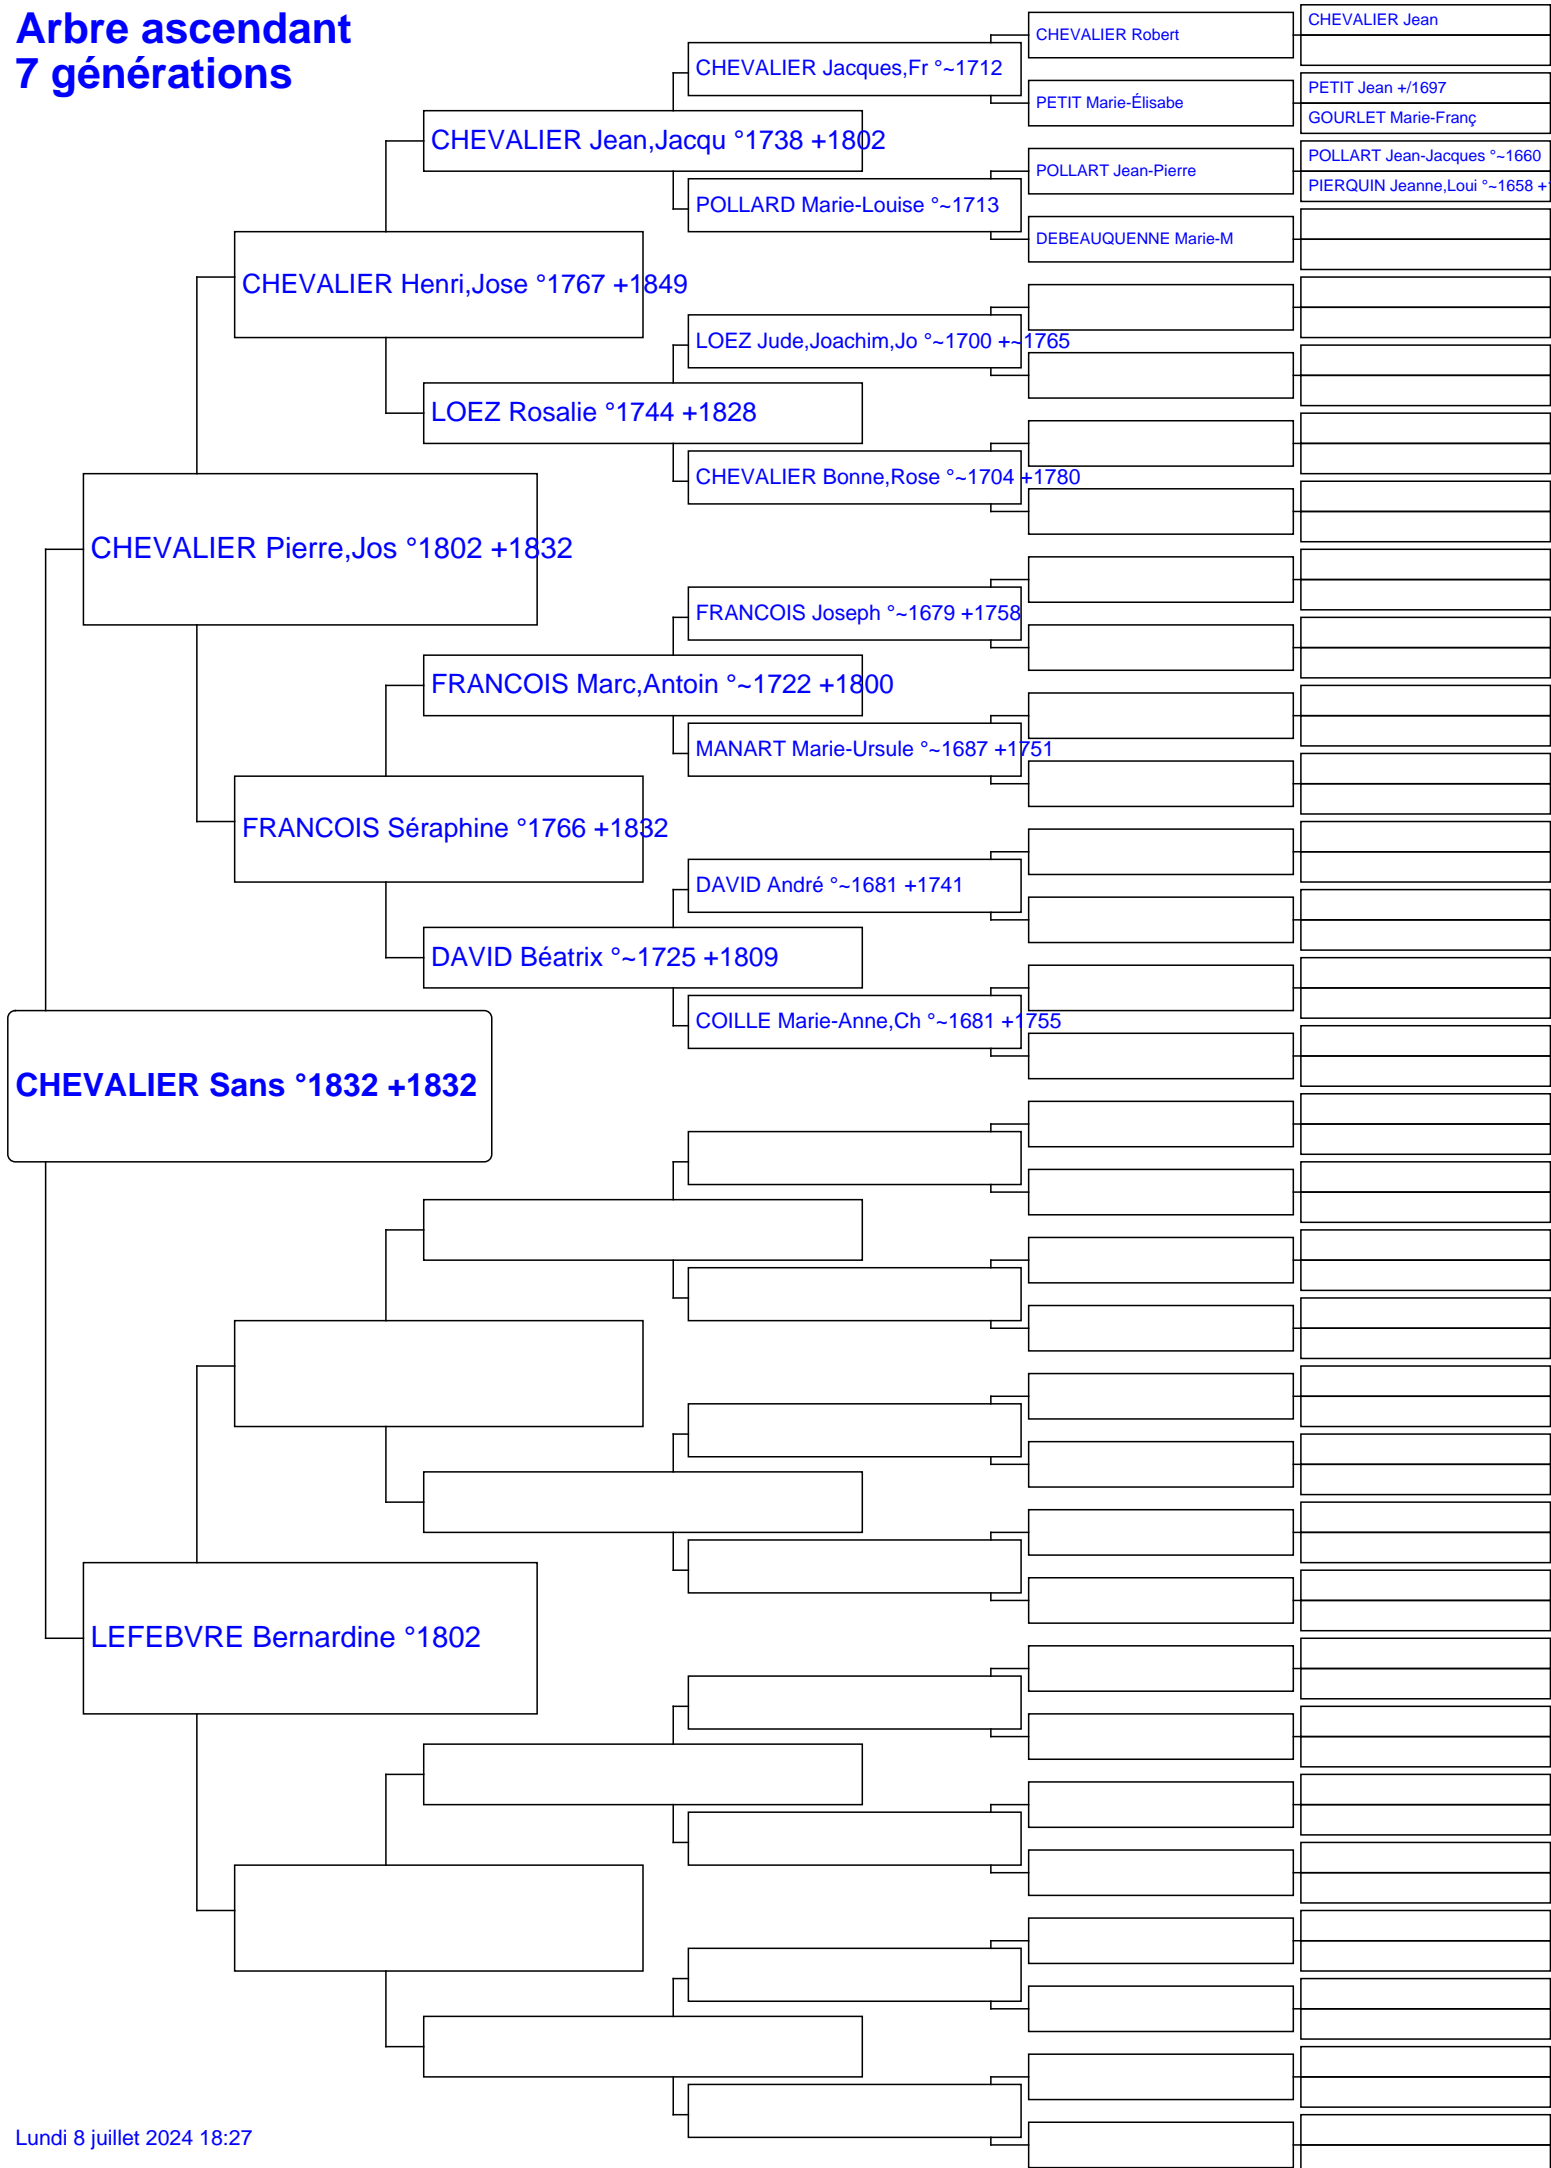 Arbre ascendant
7 générations
CHEVALIER Jean
CHEVALIER Robert
CHEVALIER Jacques,Fr °~1712
PETIT Jean +/1697
PETIT Marie-Élisabe
GOURLET Marie-Franç
CHEVALIER Jean,Jacqu °1738 +1802
POLLART Jean-Jacques °~1660
POLLART Jean-Pierre
PIERQUIN Jeanne,Loui °~1658 +
POLLARD Marie-Louise °~1713
DEBEAUQUENNE Marie-M
CHEVALIER Henri,Jose °1767 +1849
LOEZ Jude,Joachim,Jo °~1700 +~1765
LOEZ Rosalie °1744 +1828
CHEVALIER Bonne,Rose °~1704 +1780
CHEVALIER Pierre,Jos °1802 +1832
FRANCOIS Joseph °~1679 +1758
FRANCOIS Marc,Antoin °~1722 +1800
MANART Marie-Ursule °~1687 +1751
FRANCOIS Séraphine °1766 +1832
DAVID André °~1681 +1741
DAVID Béatrix °~1725 +1809
COILLE Marie-Anne,Ch °~1681 +1755
CHEVALIER Sans °1832 +1832
LEFEBVRE Bernardine °1802
Lundi 8 juillet 2024 18:27